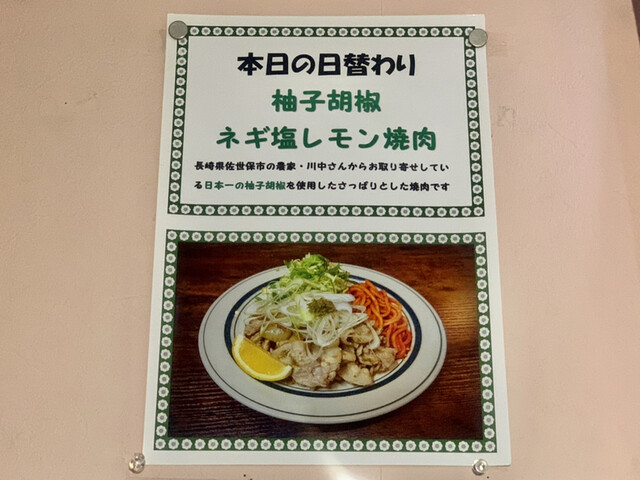 本日の日替わり
柚子胡椒
ネギ塩レモン焼肉
長崎県佐世保市の農家・川中さんからお取り寄せしてい
る日本一の柚子胡椒を使用したさっぱりとした焼肉です